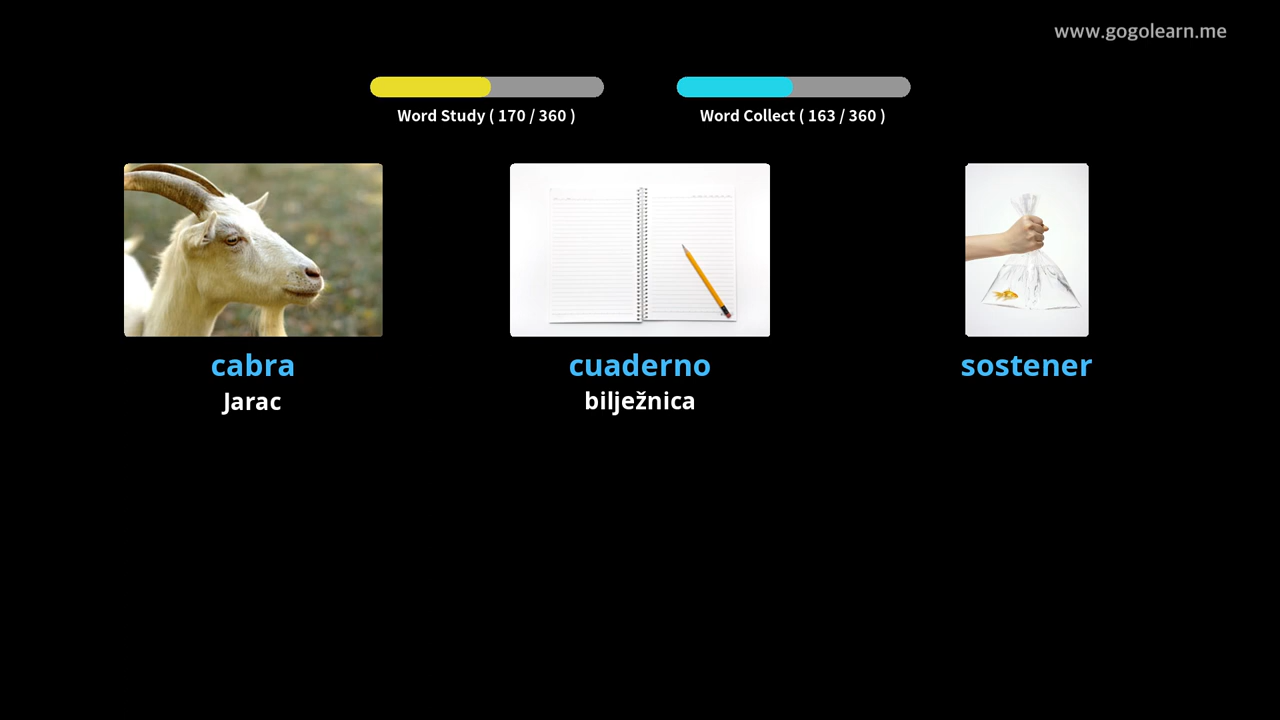 www.gogolearn.me
Word Study ( 170 / 360 )
Word Collect ( 163 / 360 )
cabra
Jarac
cuaderno
bilježnica
sostener